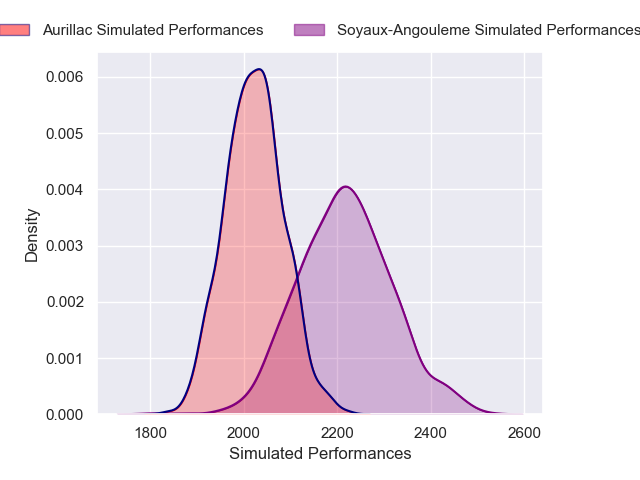 Aurillac Simulated Performances Soyaux-Angouleme Simulated Performances
0.006
0.005
0.004
0.003
0.002
0.001
0.000
Density
1800 2000 2200 2400 2600
Simulated Performances